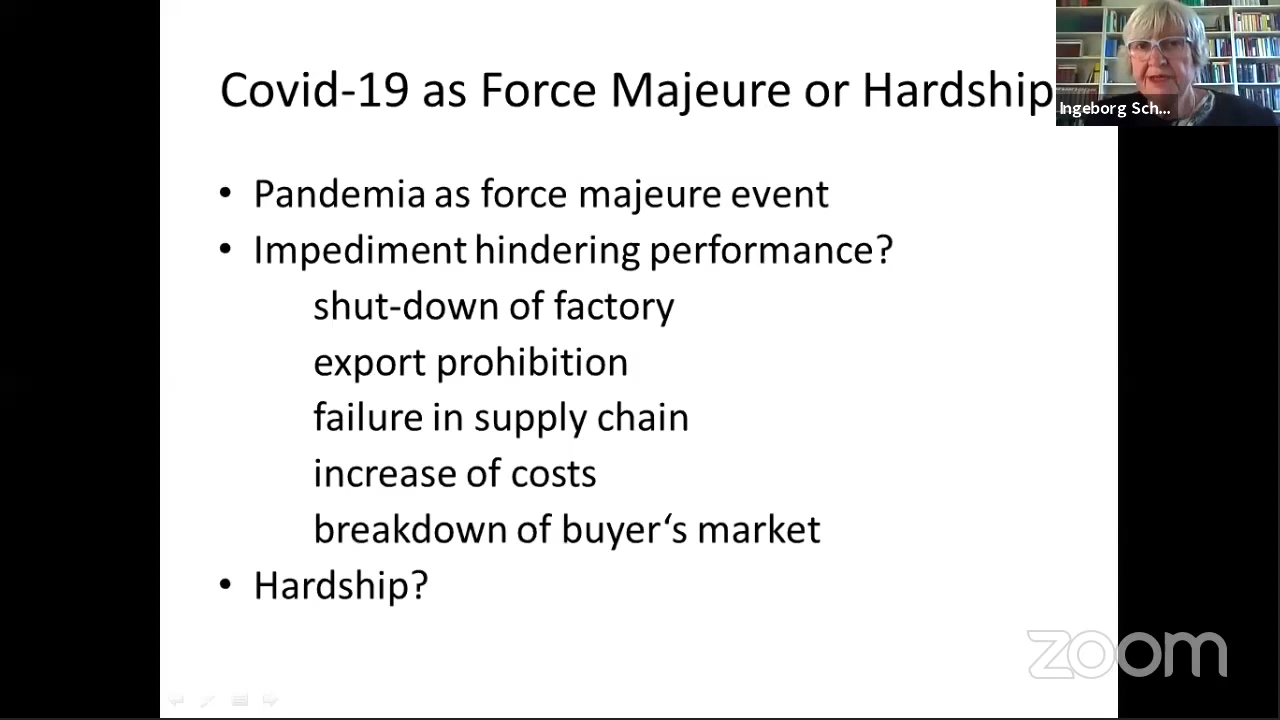 Covid-19 as Force Majeure or Hardship
Ingeborg Sch...
• Pandemia as force majeure event
• Impediment hindering performance?
shut-down of factory
export prohibition
failure in supply chain
increase of costs
breakdown of buyer‘s market
• Hardship?
zoom